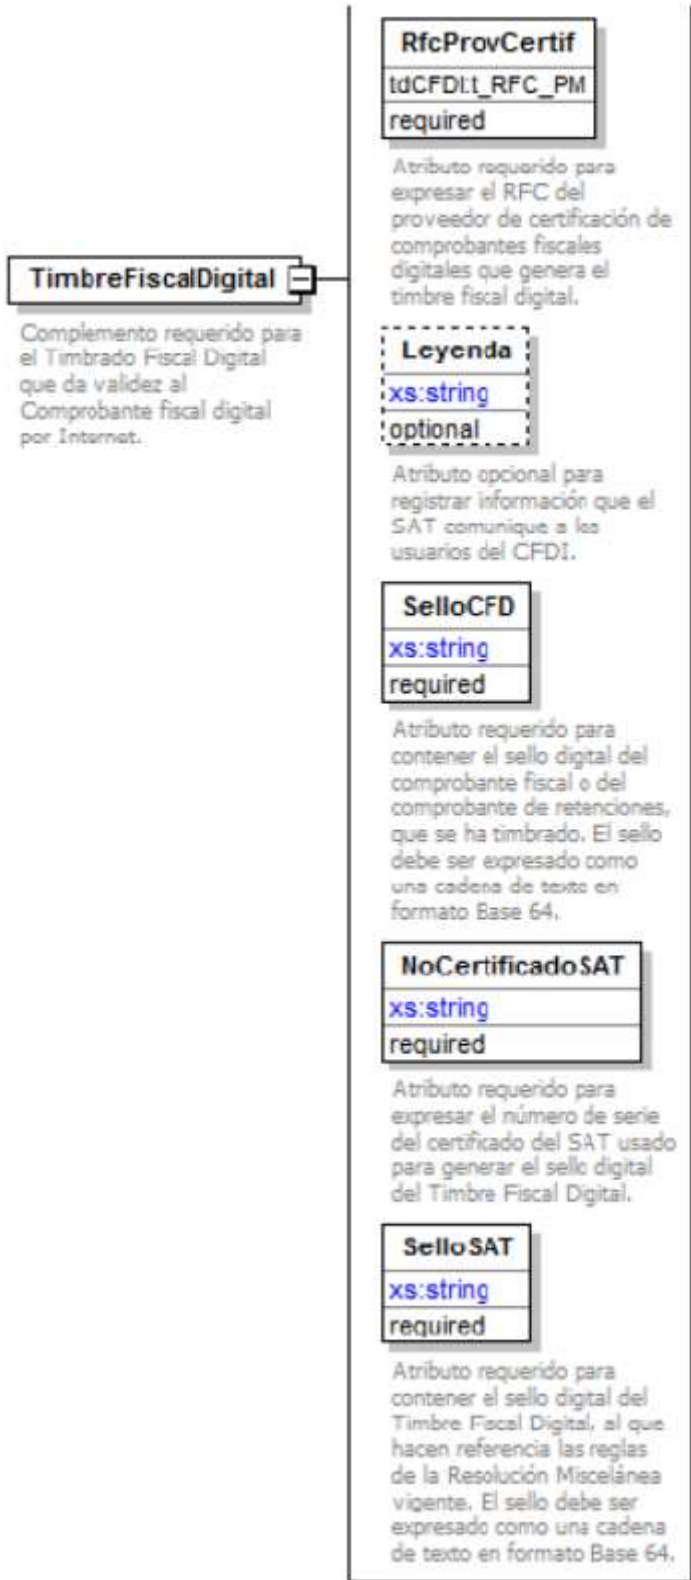 RfcProvCertif
tdCFDI:t_RFC_PM
required
Atributo requerido para
expresar el RFC del
proveedor de certificación de
comprobantes fiscales
digitales que genera el
timbre fiscal digital.
TimbreFiscalDigital
Complemento requerido para
el Timbrado Fiscal Digital
que da validez al
Comprobante fiscal digital
por Internet.
Leyenda
xs:string
optional
Atributo opcional para
registrar información que el
SAT comunique a los
usuarios del CFDI.
SelloCFD
xs:string
required
Atributo requerido para
contener el sello digital del
comprobante fiscal o del
comprobante de retenciones,
que se ha timbrado. El sello
debe ser expresado como
una cadena de texto en
formato Base 64.
NoCertificadoSAT
xs:string
required
Atributo requerido para
expresar el número de serie
del certificado del SAT usado
para generar el sello digital
del Timbre Fiscal Digital.
SelloSAT
xs:string
required
Atributo requerido para
contener el sello digital del
Timbre Fiscal Digital, al que
hacen referencia las reglas
de la Resolución Miscelánea
vigente. El sello debe ser
expresado como una cadena
de texto en formato Base 64.